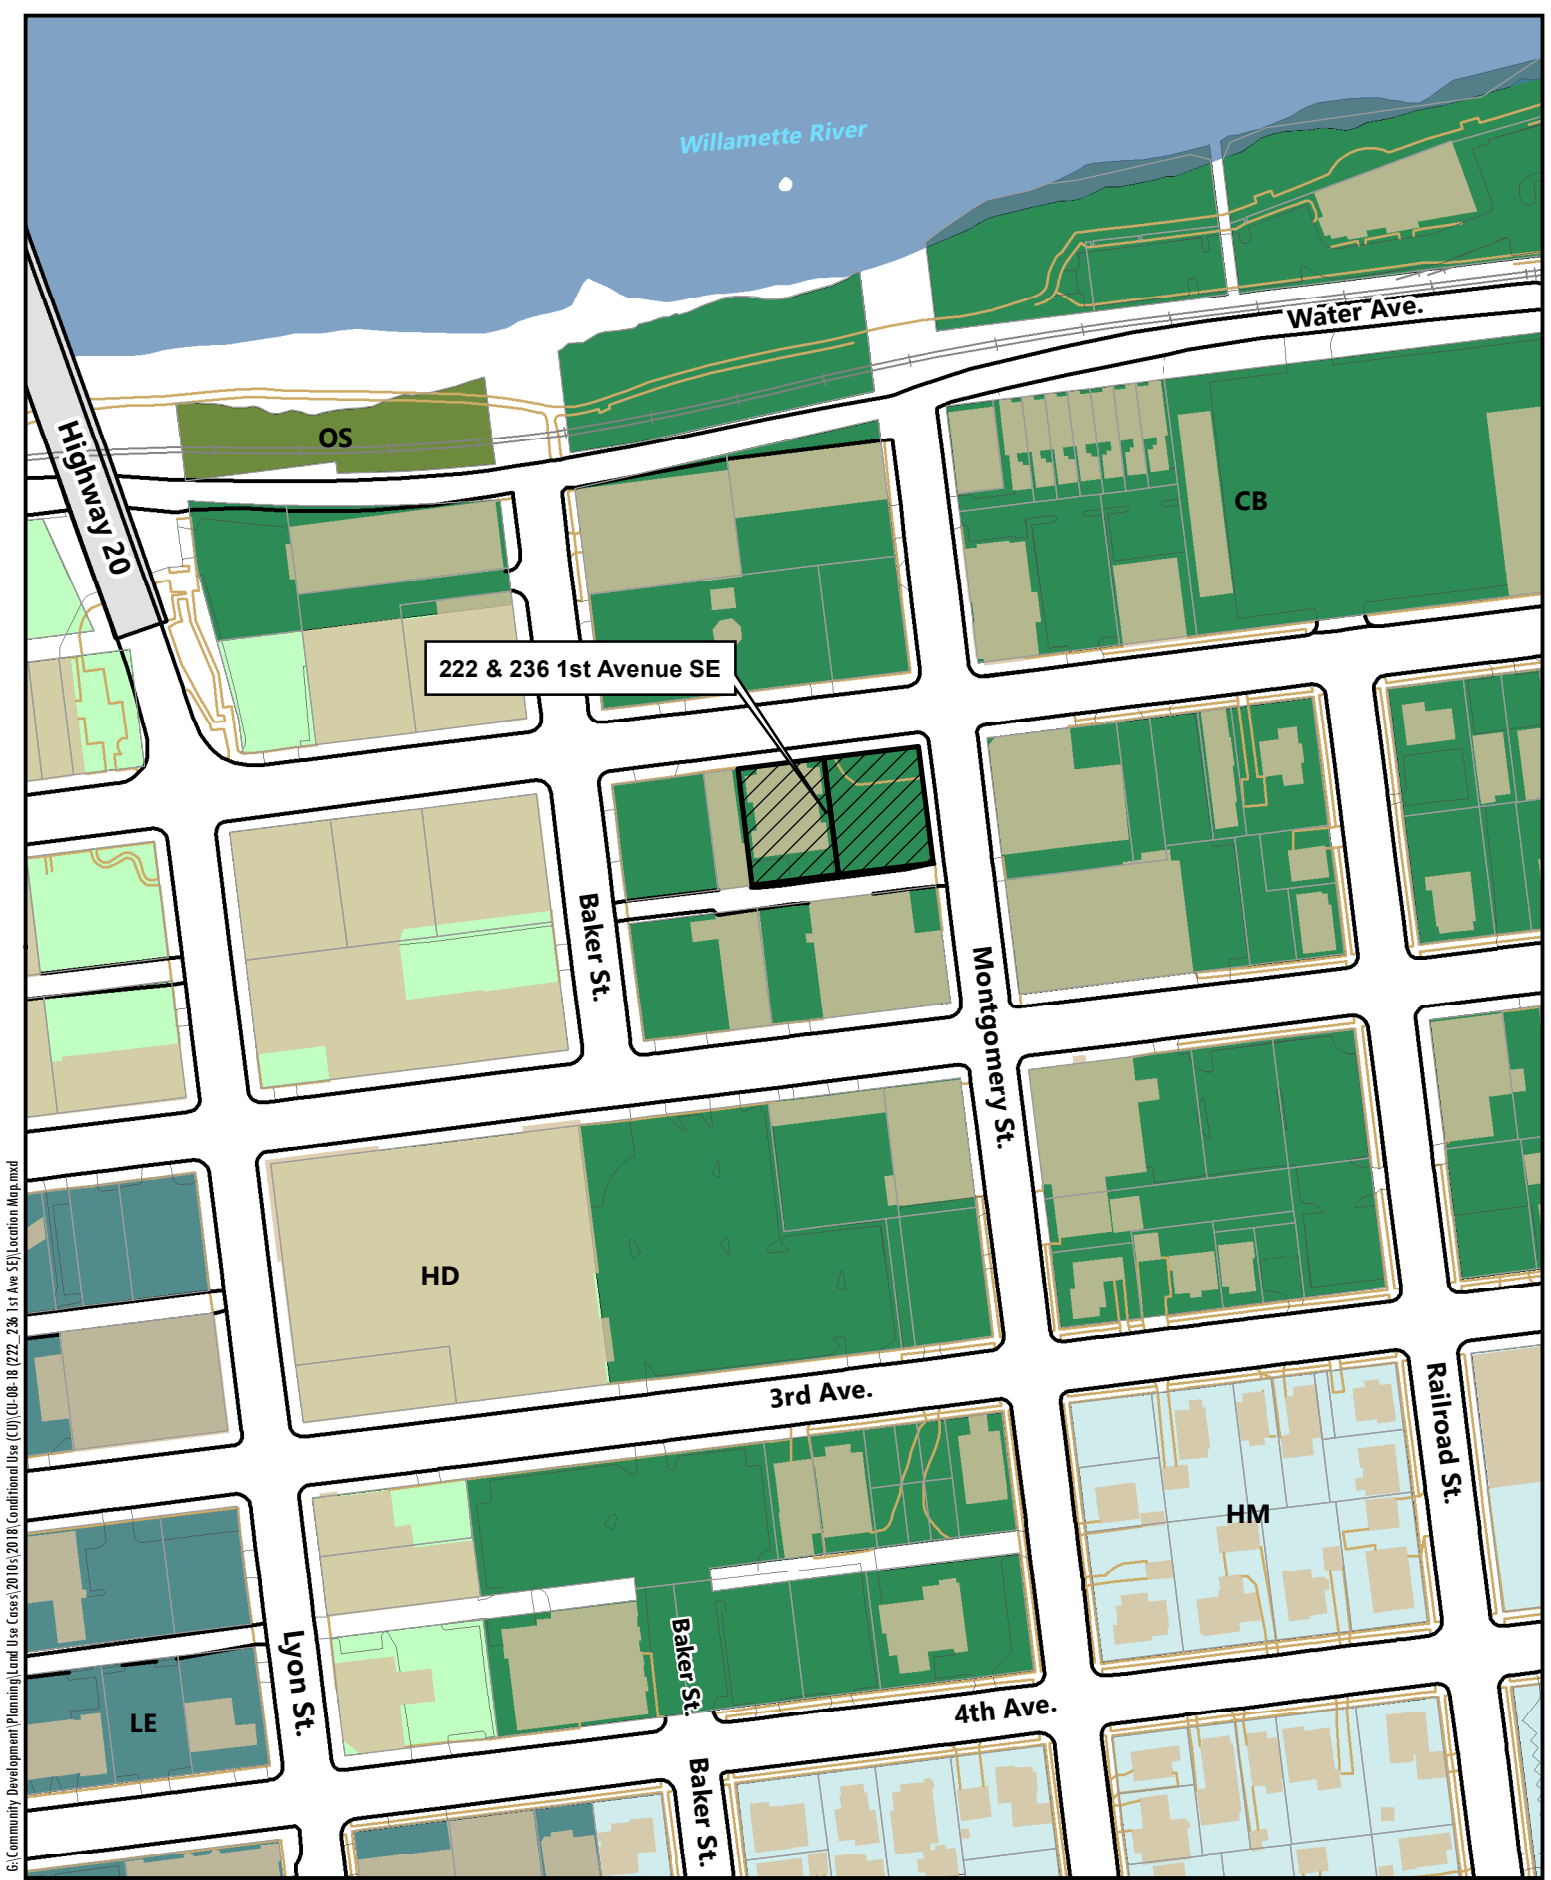 Willamette River
Water Ave.
OS
Highway 20
CB
222 & 236 1st Avenue SE
Baker St.
Montgomery St.
HD
3rd Ave.
Railroad St.
HM
Lyon St.
Baker St.
LE
4th Ave.
Baker St.
G:\Community Development\Planning\Land Use Cases\2010s\2018\Conditional Use (CU)\CU-08-18 (222_236 1st Ave SE)\Location Map.mxd